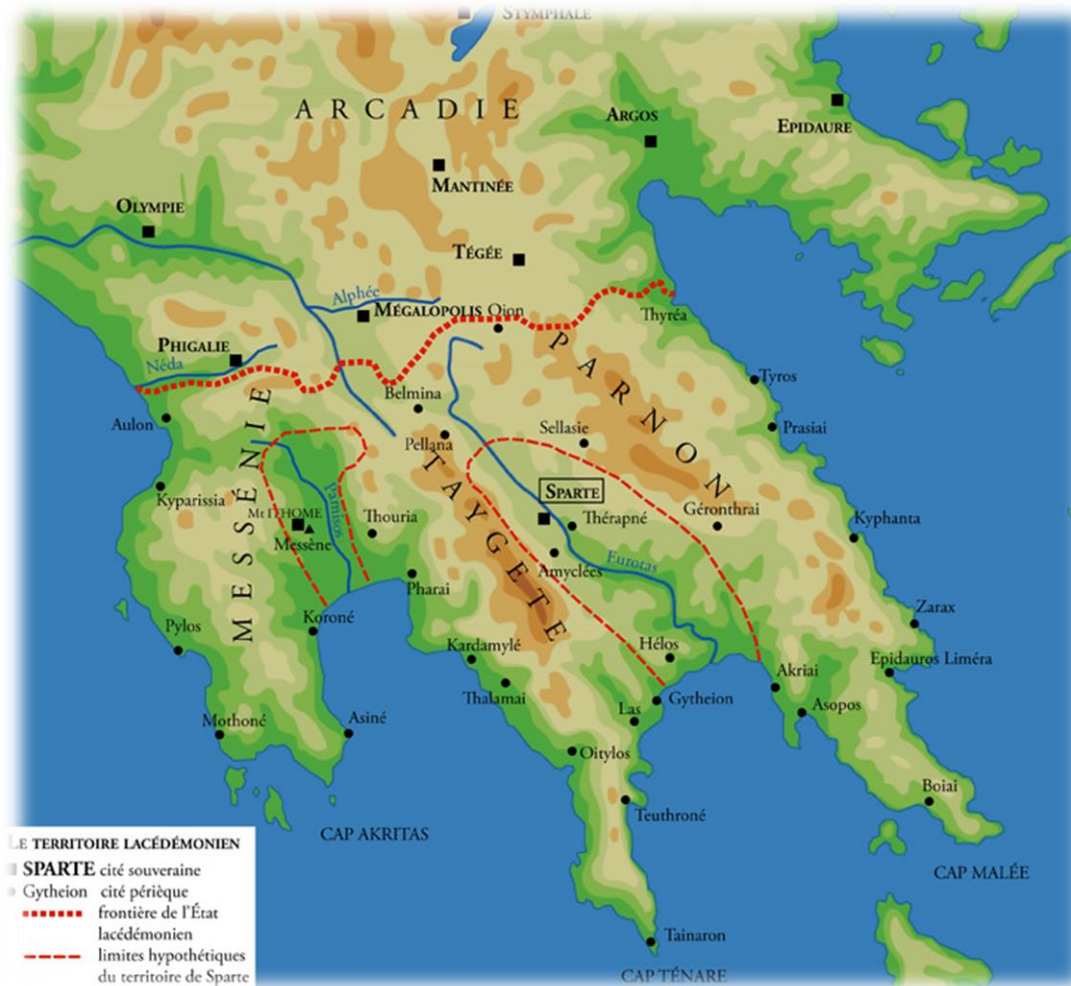 STYMPHALE
ARCADIE
ARGOS
EPIDAURE
MANTINÉE
OLYMPIE
TÉGÉE
Alphée
MÉGALOPOLIS
Oion
Thyréa
PHIGALIE
Néda
PARNON
Tyros
Belmina
Aulon
Prasiai
Sellasie
Pellana
MESSÉNIE
TAYGETE
SPARTE
Kyparissia
Géronthrai
Mt ITHOME
Pamisos
Thouria
Thérapné
Kyphanta
Messène
Amyclées
Eurotas
Pharai
Zarax
Koroné
Pylos
Kardamylé
Hélos
Epidauros Liméra
Akriai
Thalamai
Gytheion
Asopos
Las
Mothoné
Asiné
Oitylos
Boiai
Teuthroné
CAP AKRITAS
CAP MALÉE
Tainaron
CAP TÉNARE
LE TERRITOIRE LACÉDÉMONIEN
SPARTE cité souveraine
Gytheion cité périèque
frontière de l'État
lacédémonien
limites hypothétiques
du territoire de Sparte